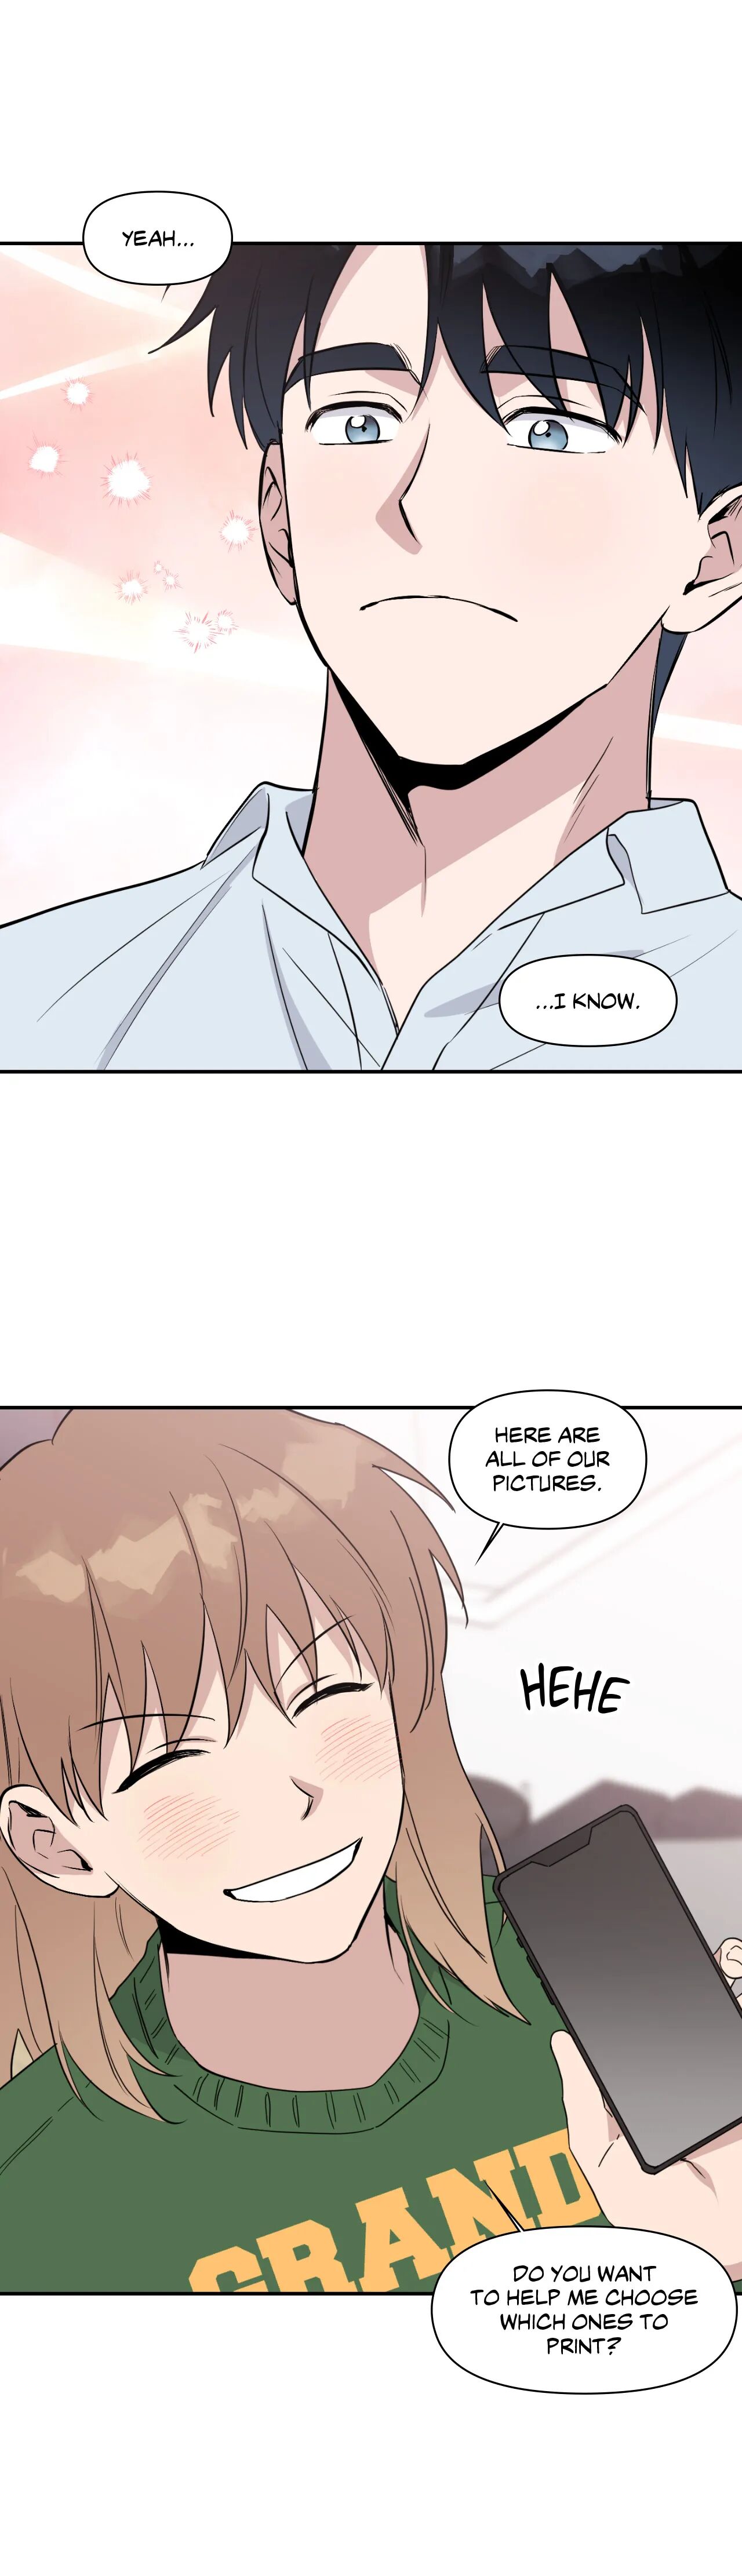 YEAH...
...I KNOW.
HERE ARE
ALL OF OUR
PICTURES.
HEHE
GRAND
DO YOU WANT
TO HELP ME CHOOSE
WHICH ONES TO
PRINT?